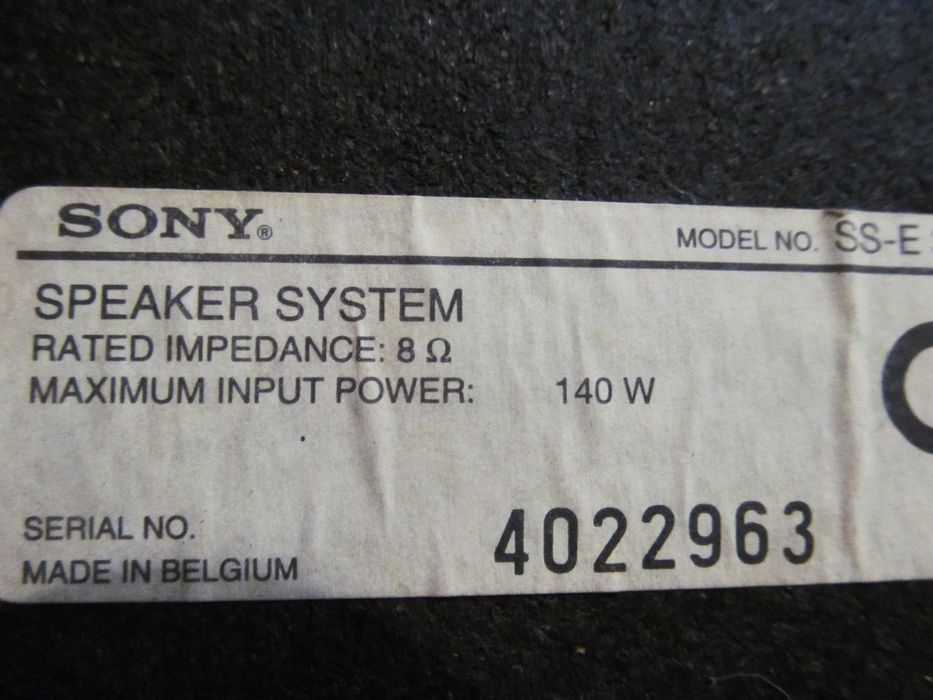 SONY®
MODEL NO. SS-E
SPEAKER SYSTEM
RATED IMPEDANCE: 8 Ω
MAXIMUM INPUT POWER: 140 W
SERIAL NO. 4022963
MADE IN BELGIUM